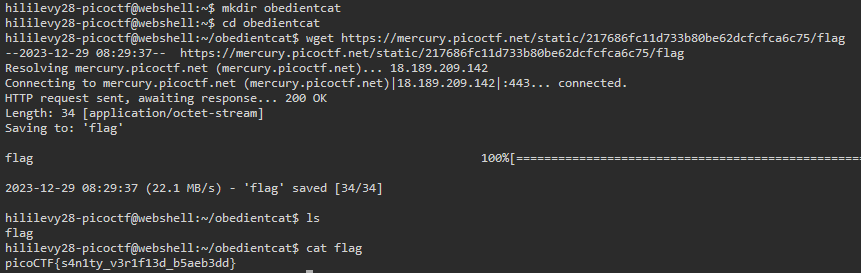 hililevy28-picoctf@webshell:~$ mkdir obedientcat
hililevy28-picoctf@webshell:~$ cd obedientcat
hililevy28-picoctf@webshell:~/obedientcat$ wget https://mercury.picoctf.net/static/217686fc11d733b80be62dcfcfca6c75/flag
--2023-12-29 08:29:37--  https://mercury.picoctf.net/static/217686fc11d733b80be62dcfcfca6c75/flag
Resolving mercury.picoctf.net (mercury.picoctf.net)... 18.189.209.142
Connecting to mercury.picoctf.net (mercury.picoctf.net)|18.189.209.142|:443... connected.
HTTP request sent, awaiting response... 200 OK
Length: 34 [application/octet-stream]
Saving to: 'flag'
flag 100%[==================================================
2023-12-29 08:29:37 (22.1 MB/s) - 'flag' saved [34/34]
hililevy28-picoctf@webshell:~/obedientcat$ ls
flag
hililevy28-picoctf@webshell:~/obedientcat$ cat flag
picoCTF{s4n1ty_v3r1f13d_b5aeb3dd}